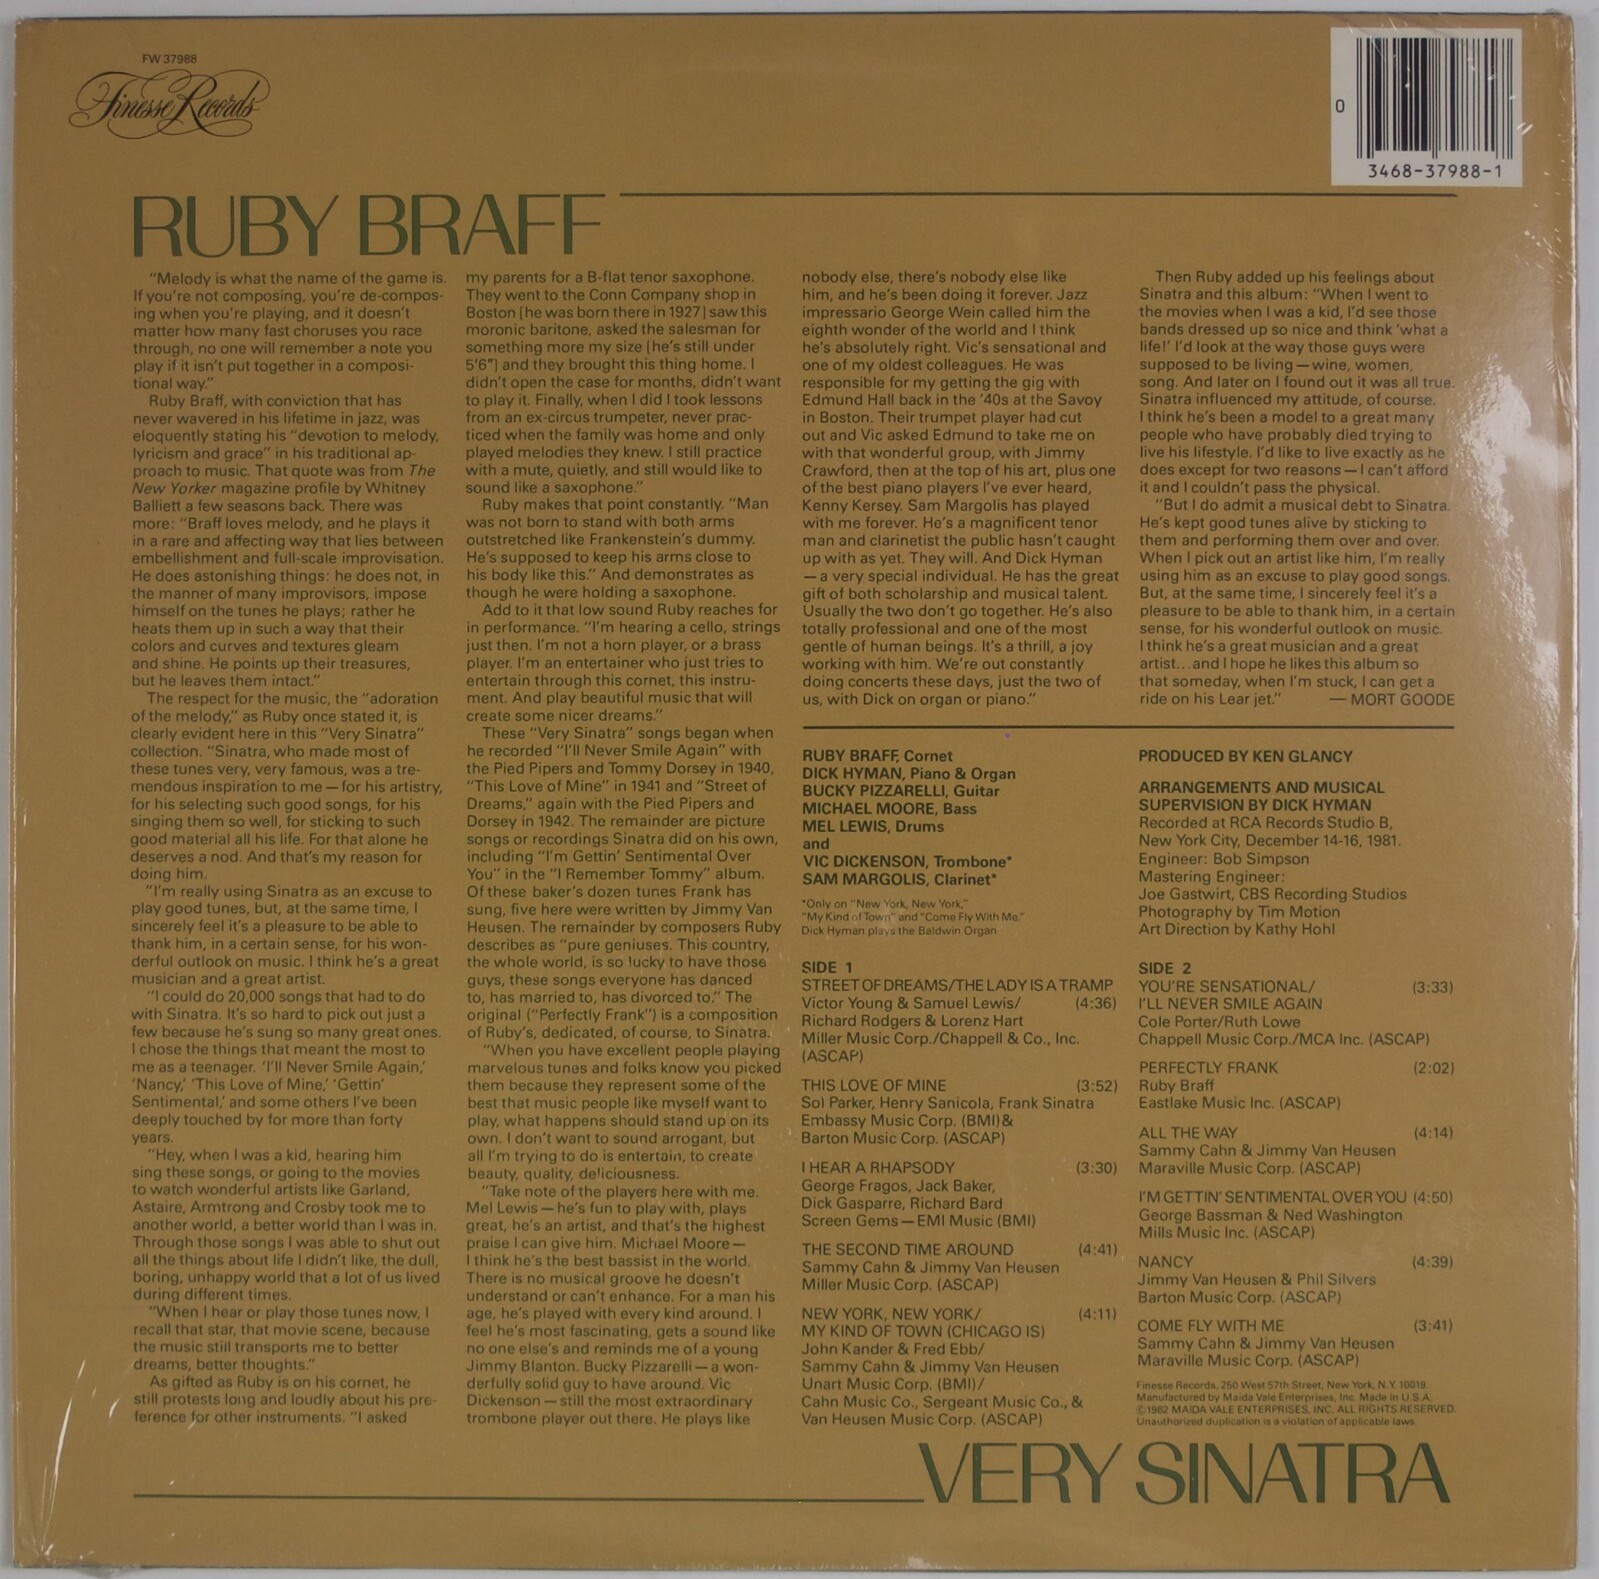 FW 37988
Finesse Records
0
3468-37988-1
RUBY BRAFF
"Melody is what the name of the game is.
If you're not composing, you're de-compos-
ing when you're playing, and it doesn't
matter how many fast choruses you race
through, no one will remember a note you
play if it isn't put together in a composi-
tional way."
Ruby Braff, with conviction that has
never wavered in his lifetime in jazz, was
eloquently stating his "devotion to melody,
lyricism and grace" in his traditional ap-
proach to music. That quote was from The
New Yorker magazine profile by Whitney
Balliett a few seasons back. There was
more: "Braff loves melody, and he plays it
in a rare and affecting way that lies between
embellishment and full-scale improvisation.
He does astonishing things: he does not, in
the manner of many improvisors, impose
himself on the tunes he plays; rather he
heats them up in such a way that their
colors and curves and textures gleam
and shine. He points up their treasures,
but he leaves them intact."
The respect for the music, the "adoration
of the melody," as Ruby once stated it, is
clearly evident here in this "Very Sinatra"
collection. "Sinatra, who made most of
these tunes very, very famous, was a tre-
mendous inspiration to me — for his artistry,
for his selecting such good songs, for his
singing them so well, for sticking to such
good material all his life. For that alone he
deserves a nod. And that's my reason for
doing him.
"I'm really using Sinatra as an excuse to
play good tunes, but, at the same time, I
sincerely feel it's a pleasure to be able to
thank him, in a certain sense, for his won-
derful outlook on music. I think he's a great
musician and a great artist.
"I could do 20,000 songs that had to do
with Sinatra. It's so hard to pick out just a
few because he's sung so many great ones.
I chose the things that meant the most to
me as a teenager. 'I'll Never Smile Again,'
'Nancy,' 'This Love of Mine,' 'Gettin'
Sentimental,' and some others I've been
deeply touched by for more than forty
years.
"Hey, when I was a kid, hearing him
sing these songs, or going to the movies
to watch wonderful artists like Garland,
Astaire, Armtrong and Crosby took me to
another world, a better world than I was in.
Through those songs I was able to shut out
all the things about life I didn't like, the dull,
boring, unhappy world that a lot of us lived
during different times.
"When I hear or play those tunes now, I
recall that star, that movie scene, because
the music still transports me to better
dreams, better thoughts."
As gifted as Ruby is on his cornet, he
still protests long and loudly about his pre-
ference for other instruments. "I asked
my parents for a B-flat tenor saxophone.
They went to the Conn Company shop in
Boston [he was born there in 1927] saw this
moronic baritone, asked the salesman for
something more my size [he's still under
5'6"] and they brought this thing home. I
didn't open the case for months, didn't want
to play it. Finally, when I did I took lessons
from an ex-circus trumpeter, never prac-
ticed when the family was home and only
played melodies they knew. I still practice
with a mute, quietly, and still would like to
sound like a saxophone."
Ruby makes that point constantly. "Man
was not born to stand with both arms
outstretched like Frankenstein's dummy.
He's supposed to keep his arms close to
his body like this." And demonstrates as
though he were holding a saxophone.
Add to it that low sound Ruby reaches for
in performance. "I'm hearing a cello, strings
just then. I'm not a horn player, or a brass
player. I'm an entertainer who just tries to
entertain through this cornet, this instru-
ment. And play beautiful music that will
create some nicer dreams."
These "Very Sinatra" songs began when
he recorded "I'll Never Smile Again" with
the Pied Pipers and Tommy Dorsey in 1940,
"This Love of Mine" in 1941 and "Street of
Dreams," again with the Pied Pipers and
Dorsey in 1942. The remainder are picture
songs or recordings Sinatra did on his own,
including "I'm Gettin' Sentimental Over
You" in the "I Remember Tommy" album.
Of these baker's dozen tunes Frank has
sung, five here were written by Jimmy Van
Heusen. The remainder by composers Ruby
describes as "pure geniuses. This country,
the whole world, is so lucky to have those
guys, these songs everyone has danced
to, has married to, has divorced to." The
original ("Perfectly Frank") is a composition
of Ruby's, dedicated, of course, to Sinatra.
"When you have excellent people playing
marvelous tunes and folks know you picked
them because they represent some of the
best that music people like myself want to
play, what happens should stand up on its
own. I don't want to sound arrogant, but
all I'm trying to do is entertain, to create
beauty, quality, deliciousness.
"Take note of the players here with me.
Mel Lewis — he's fun to play with, plays
great, he's an artist, and that's the highest
praise I can give him. Michael Moore —
I think he's the best bassist in the world.
There is no musical groove he doesn't
understand or can't enhance. For a man his
age, he's played with every kind around. I
feel he's most fascinating, gets a sound like
no one else's and reminds me of a young
Jimmy Blanton. Bucky Pizzarelli — a won-
derfully solid guy to have around. Vic
Dickenson — still the most extraordinary
trombone player out there. He plays like
nobody else, there's nobody else like
him, and he's been doing it forever. Jazz
impressario George Wein called him the
eighth wonder of the world and I think
he's absolutely right. Vic's sensational and
one of my oldest colleagues. He was
responsible for my getting the gig with
Edmund Hall back in the '40s at the Savoy
in Boston. Their trumpet player had cut
out and Vic asked Edmund to take me on
with that wonderful group, with Jimmy
Crawford, then at the top of his art, plus one
of the best piano players I've ever heard,
Kenny Kersey. Sam Margolis has played
with me forever. He's a magnificent tenor
man and clarinetist the public hasn't caught
up with as yet. They will. And Dick Hyman
— a very special individual. He has the great
gift of both scholarship and musical talent.
Usually the two don't go together. He's also
totally professional and one of the most
gentle of human beings. It's a thrill, a joy
working with him. We're out constantly
doing concerts these days, just the two of
us, with Dick on organ or piano."
Then Ruby added up his feelings about
Sinatra and this album: "When I went to
the movies when I was a kid, I'd see those
bands dressed up so nice and think 'what a
life!' I'd look at the way those guys were
supposed to be living — wine, women,
song. And later on I found out it was all true.
Sinatra influenced my attitude, of course.
I think he's been a model to a great many
people who have probably died trying to
live his lifestyle. I'd like to live exactly as he
does except for two reasons — I can't afford
it and I couldn't pass the physical.
"But I do admit a musical debt to Sinatra.
He's kept good tunes alive by sticking to
them and performing them over and over.
When I pick out an artist like him, I'm really
using him as an excuse to play good songs.
But, at the same time, I sincerely feel it's a
pleasure to be able to thank him, in a certain
sense, for his wonderful outlook on music.
I think he's a great musician and a great
artist...and I hope he likes this album so
that someday, when I'm stuck, I can get a
ride on his Lear jet." — MORT GOODE
RUBY BRAFF, Cornet
DICK HYMAN, Piano & Organ
BUCKY PIZZARELLI, Guitar
MICHAEL MOORE, Bass
MEL LEWIS, Drums
and
VIC DICKENSON, Trombone*
SAM MARGOLIS, Clarinet*
*Only on "New York, New York,"
"My Kind of Town" and "Come Fly With Me."
Dick Hyman plays the Baldwin Organ
PRODUCED BY KEN GLANCY
ARRANGEMENTS AND MUSICAL
SUPERVISION BY DICK HYMAN
Recorded at RCA Records Studio B,
New York City, December 14-16, 1981.
Engineer: Bob Simpson
Mastering Engineer:
Joe Gastwirt, CBS Recording Studios
Photography by Tim Motion
Art Direction by Kathy Hohl
SIDE 1
STREET OF DREAMS/THE LADY IS A TRAMP
Victor Young & Samuel Lewis/ (4:36)
Richard Rodgers & Lorenz Hart
Miller Music Corp./Chappell & Co., Inc.
(ASCAP)
THIS LOVE OF MINE (3:52)
Sol Parker, Henry Sanicola, Frank Sinatra
Embassy Music Corp. (BMI)&
Barton Music Corp. (ASCAP)
I HEAR A RHAPSODY (3:30)
George Fragos, Jack Baker,
Dick Gasparre, Richard Bard
Screen Gems — EMI Music (BMI)
THE SECOND TIME AROUND (4:41)
Sammy Cahn & Jimmy Van Heusen
Miller Music Corp. (ASCAP)
NEW YORK, NEW YORK/ (4:11)
MY KIND OF TOWN (CHICAGO IS)
John Kander & Fred Ebb/
Sammy Cahn & Jimmy Van Heusen
Unart Music Corp. (BMI)/
Cahn Music Co., Sergeant Music Co., &
Van Heusen Music Corp. (ASCAP)
SIDE 2
YOU'RE SENSATIONAL/ (3:33)
I'LL NEVER SMILE AGAIN
Cole Porter/Ruth Lowe
Chappell Music Corp./MCA Inc. (ASCAP)
PERFECTLY FRANK (2:02)
Ruby Braff
Eastlake Music Inc. (ASCAP)
ALL THE WAY (4:14)
Sammy Cahn & Jimmy Van Heusen
Maraville Music Corp. (ASCAP)
I'M GETTIN' SENTIMENTAL OVER YOU (4:50)
George Bassman & Ned Washington
Mills Music Inc. (ASCAP)
NANCY (4:39)
Jimmy Van Heusen & Phil Silvers
Barton Music Corp. (ASCAP)
COME FLY WITH ME (3:41)
Sammy Cahn & Jimmy Van Heusen
Maraville Music Corp. (ASCAP)
Finesse Records, 250 West 57th Street, New York, N.Y. 10019.
Manufactured by Maida Vale Enterprises, Inc. Made in U.S.A.
©1982 MAIDA VALE ENTERPRISES, INC. ALL RIGHTS RESERVED.
Unauthorized duplication is a violation of applicable laws.
VERY SINATRA